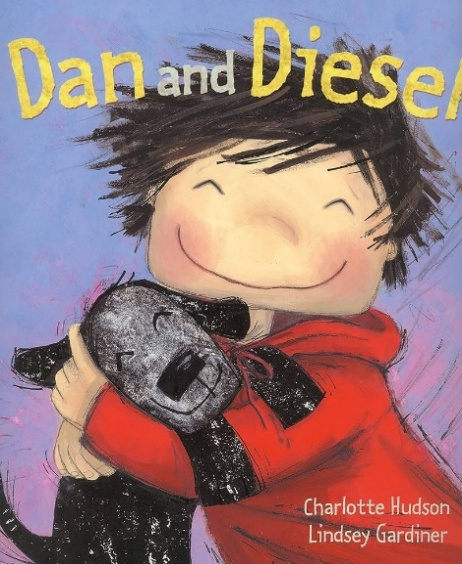 Dan and Diesel
Charlotte Hudson
Lindsey Gardiner